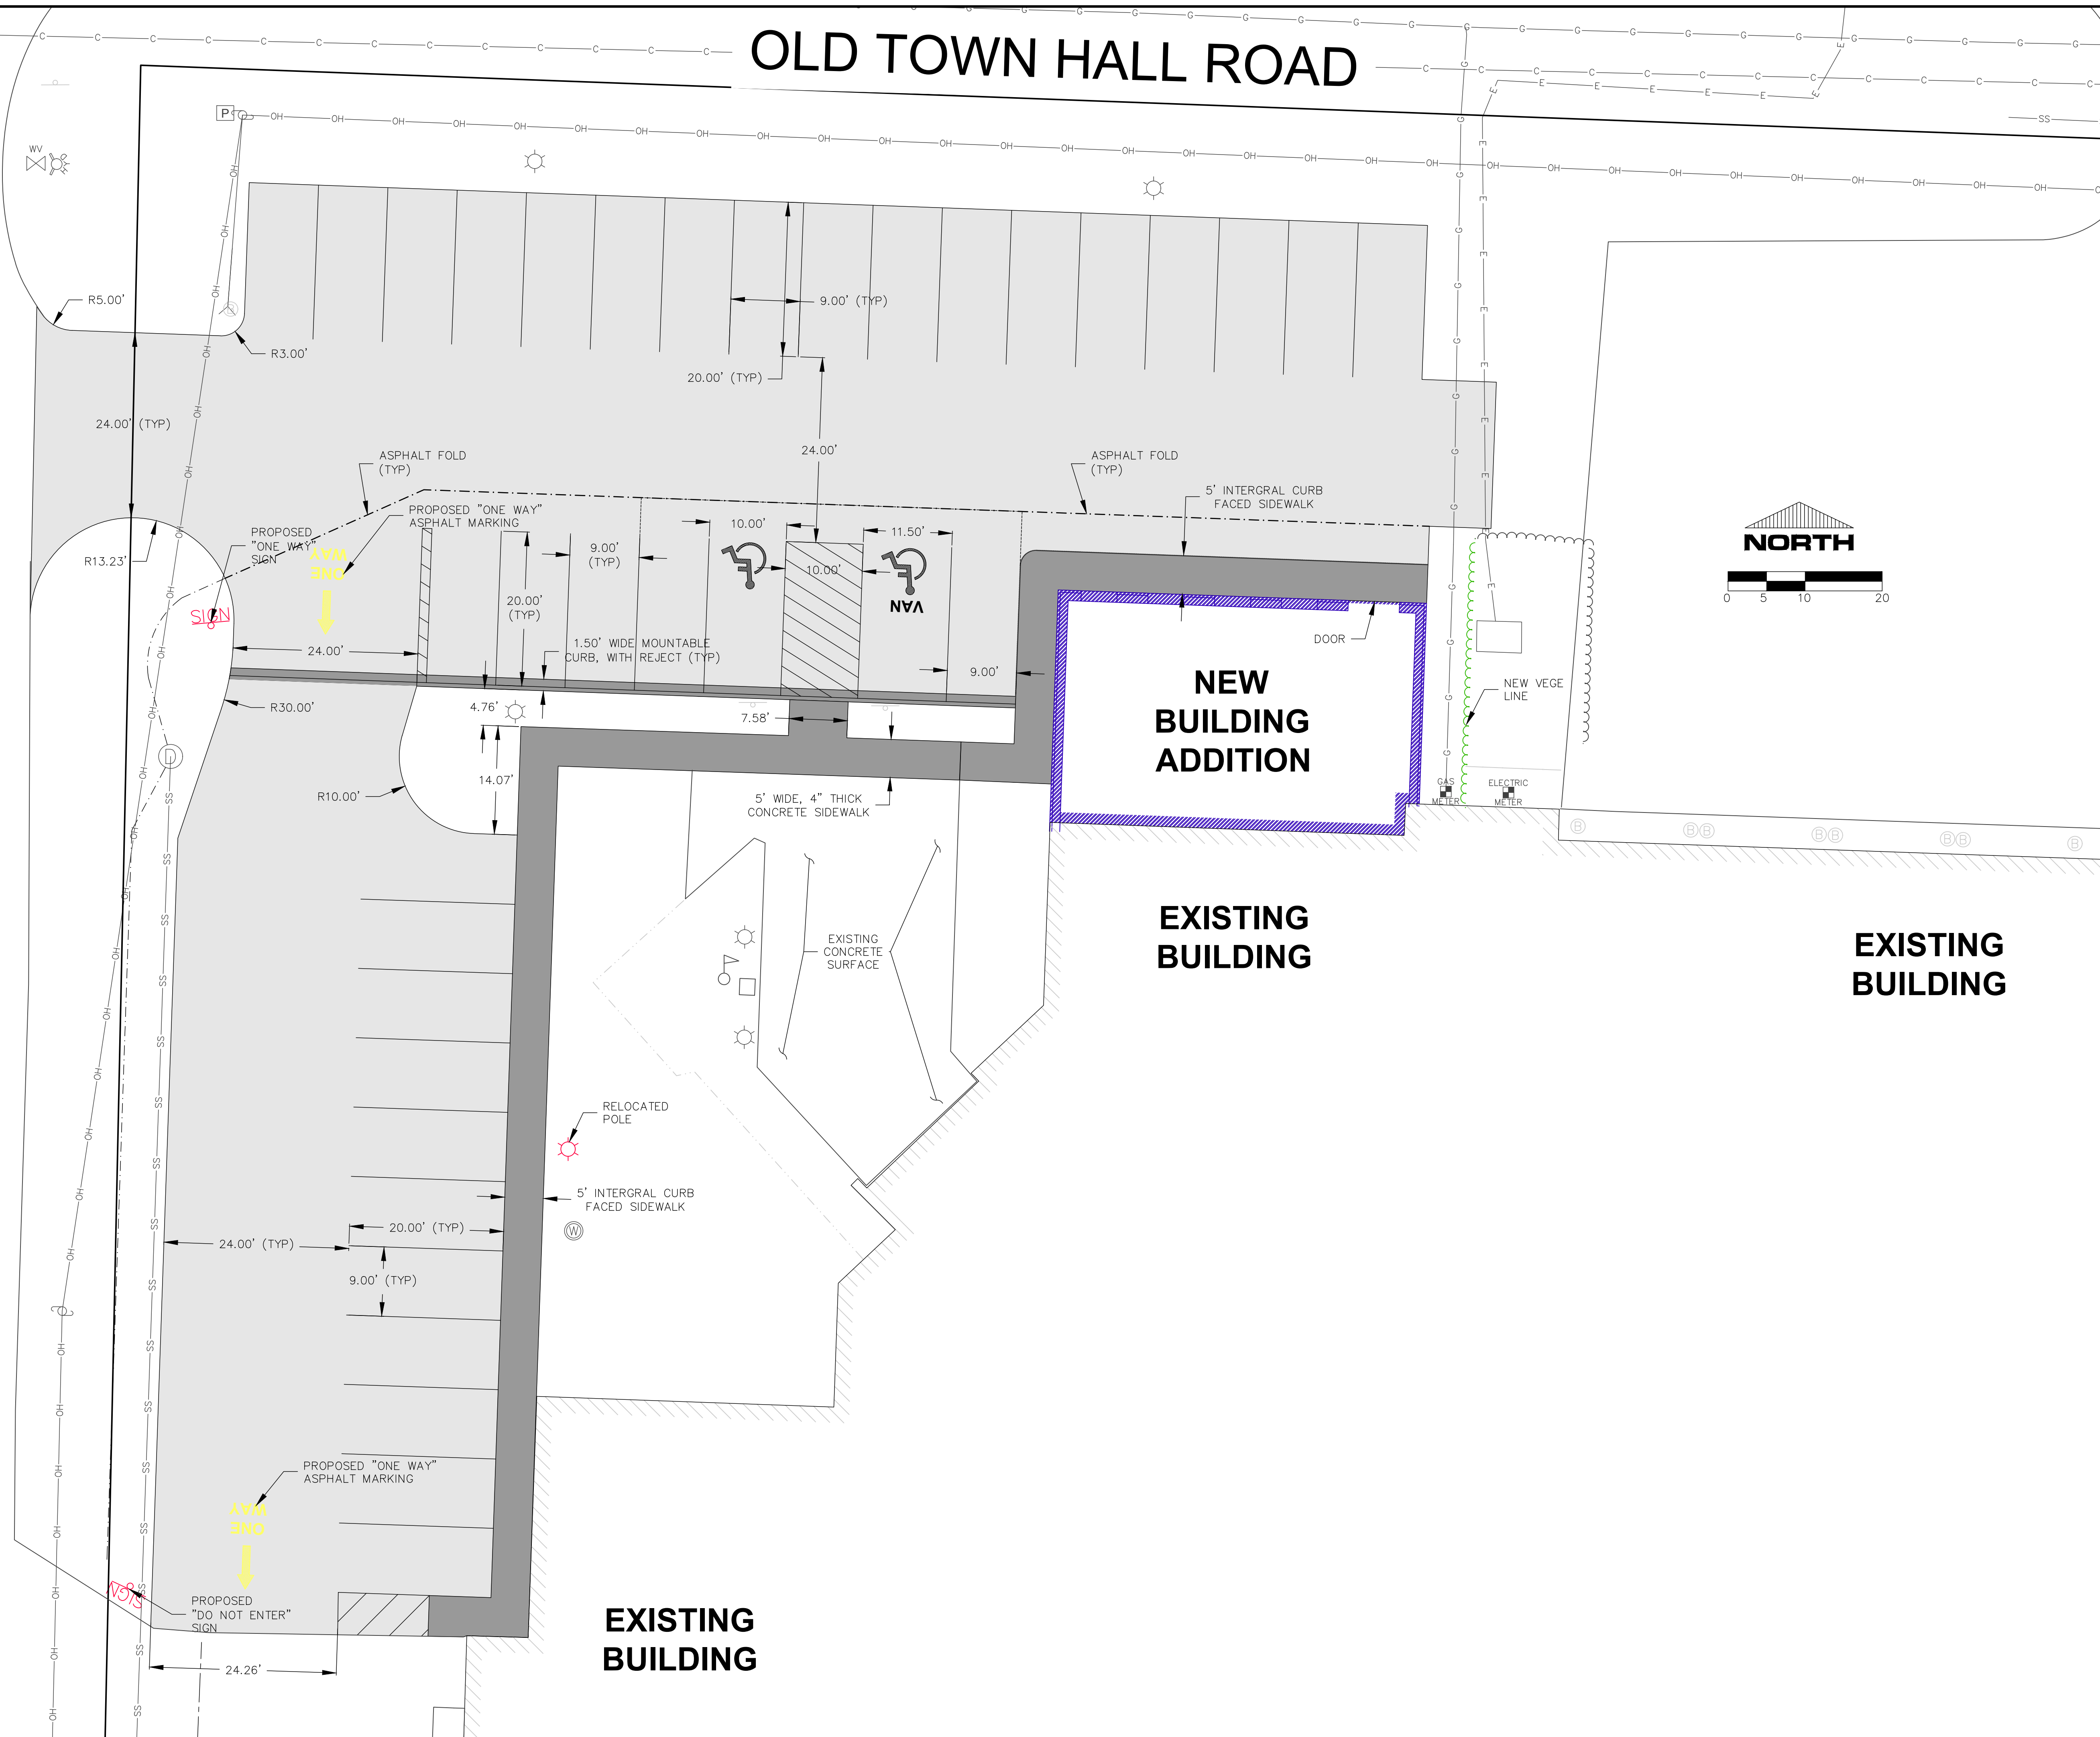 OLD TOWN HALL ROAD
P
WV
HYD
R5.00'
R3.00'
9.00' (TYP)
20.00' (TYP)
24.00' (TYP)
24.00'
ASPHALT FOLD
(TYP)
ASPHALT FOLD
(TYP)
PROPOSED "ONE WAY"
ASPHALT MARKING
PROPOSED
"ONE WAY"
SIGN
ONE
WAY
SIGN
R13.23'
5' INTERGRAL CURB
FACED SIDEWALK
10.00'
11.50'
9.00'
(TYP)
10.00'
VAN
20.00'
(TYP)
24.00'
1.50' WIDE MOUNTABLE
CURB, WITH REJECT (TYP)
9.00'
DOOR
NORTH
0 5 10 20
NEW
BUILDING
ADDITION
NEW VEGE
LINE
R30.00'
4.76'
7.58'
D
14.07'
R10.00'
5' WIDE, 4" THICK
CONCRETE SIDEWALK
GAS
METER
ELECTRIC
METER
B
B B
B B
B B
B
EXISTING
BUILDING
EXISTING
BUILDING
EXISTING
CONCRETE
SURFACE
RELOCATED
POLE
5' INTERGRAL CURB
FACED SIDEWALK
W
20.00' (TYP)
24.00' (TYP)
9.00' (TYP)
PROPOSED "ONE WAY"
ASPHALT MARKING
ONE
WAY
SIGN
PROPOSED
"DO NOT ENTER"
SIGN
24.26'
EXISTING
BUILDING